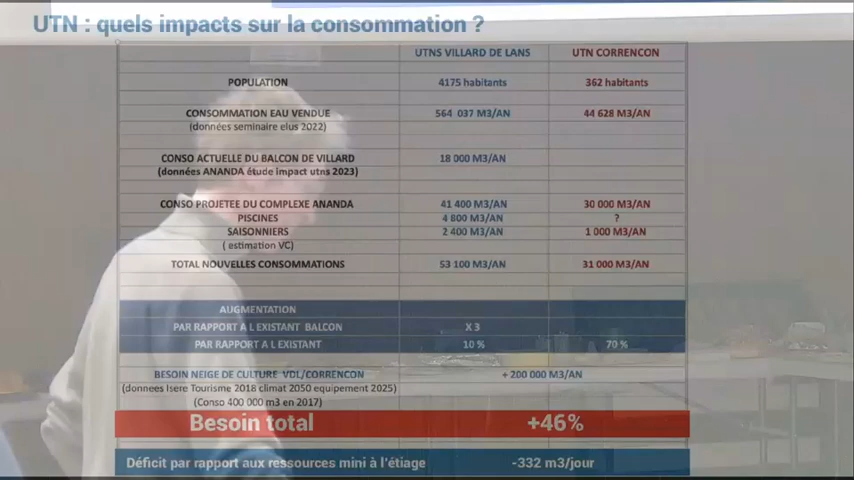 UTN : quels impacts sur la consommation ?
UTNS VILLARD DE LANS UTN CORRENCON
POPULATION 4175 habitants 362 habitants
CONSOMMATION EAU VENDUE 564 037 M3/AN 44 628 M3/AN
(données seminaire elus 2022)
CONSO ACTUELLE DU BALCON DE VILLARD 18 000 M3/AN
(données ANANDA étude impact utns 2023)
CONSO PROJETEE DU COMPLEXE ANANDA 41 400 M3/AN 30 000 M3/AN
PISCINES 4 800 M3/AN ?
SAISONNIERS 2 400 M3/AN 1 000 M3/AN
( estimation VC)
TOTAL NOUVELLES CONSOMMATIONS 53 100 M3/AN 31 000 M3/AN
AUGMENTATION
PAR RAPPORT A L EXISTANT BALCON X 3
PAR RAPPORT A L EXISTANT 10 % 70 %
BESOIN NEIGE DE CULTURE VDL/CORRENCON + 200 000 M3/AN
(donnees Isere Tourisme 2018 climat 2050 equipement 2025)
(Conso 400 000 m3 en 2017)
Besoin total +46%
Déficit par rapport aux ressources mini à l'étiage -332 m3/jour